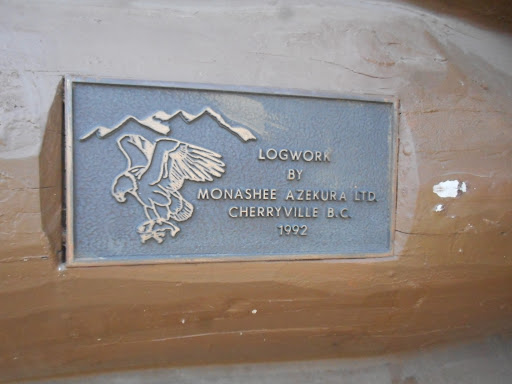 LOGWORK
BY
MONASHEE AZEKURA LTD.
CHERRYVILLE B.C.
1992